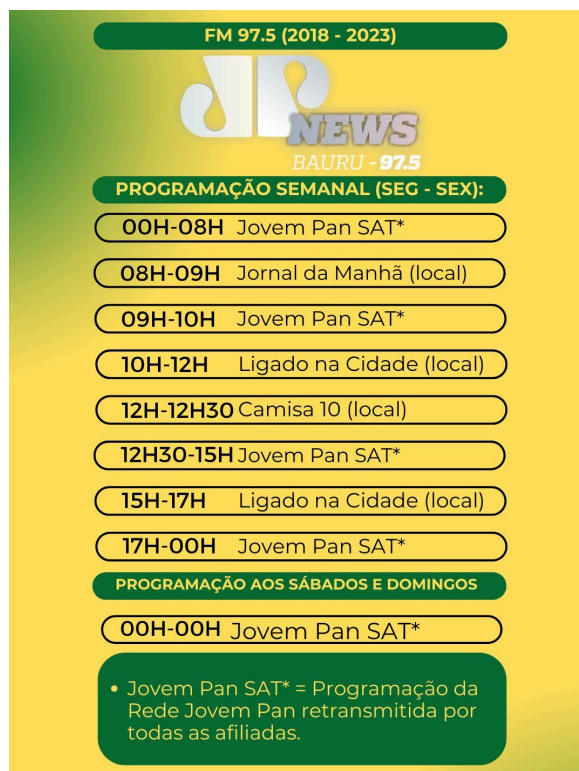 FM 97.5 (2018 - 2023)
JP
NEWS
BAURU - 97.5
PROGRAMAÇÃO SEMANAL (SEG - SEX):
00H-08H Jovem Pan SAT*
08H-09H Jornal da Manhã (local)
09H-10H Jovem Pan SAT*
10H-12H Ligado na Cidade (local)
12H-12H30 Camisa 10 (local)
12H30-15H Jovem Pan SAT*
15H-17H Ligado na Cidade (local)
17H-00H Jovem Pan SAT*
PROGRAMAÇÃO AOS SÁBADOS E DOMINGOS
00H-00H Jovem Pan SAT*
• Jovem Pan SAT* = Programação da
Rede Jovem Pan retransmitida por
todas as afiliadas.